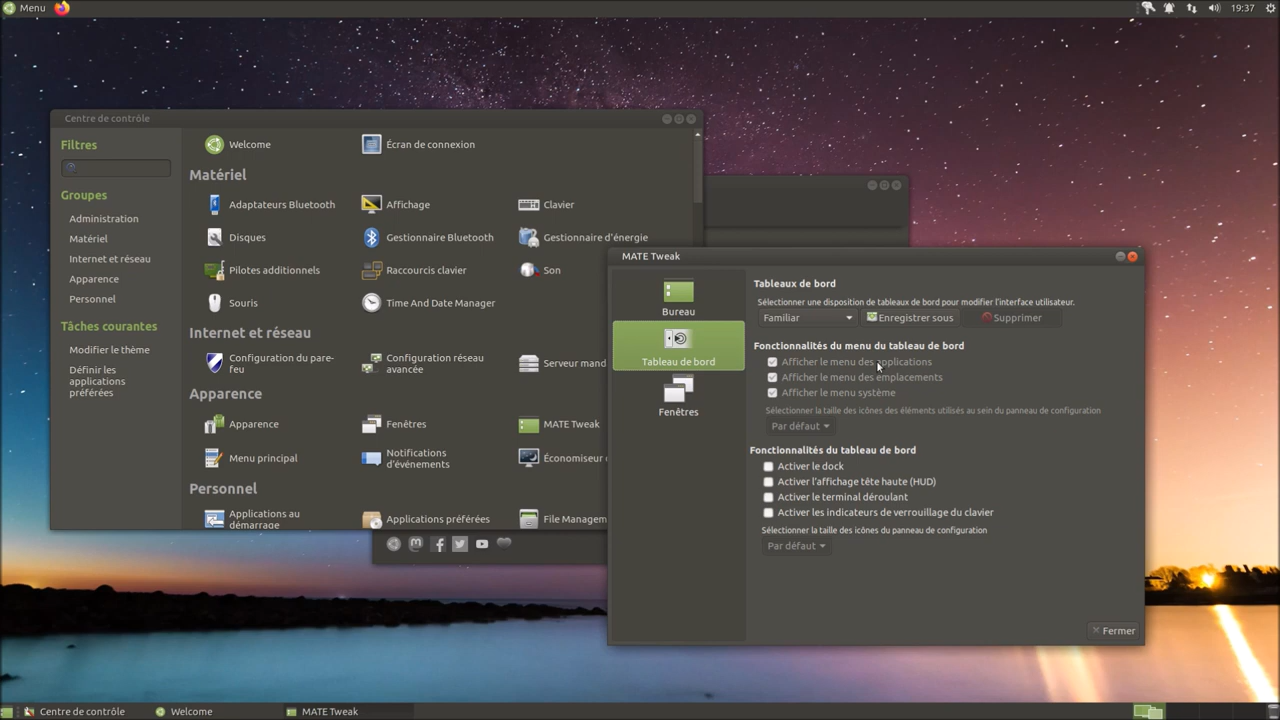 Menu
19:37
Centre de contrôle
Filtres
Groupes
Administration
Matériel
Internet et réseau
Apparence
Personnel
Tâches courantes
Modifier le thème
Définir les
applications
préférées
Welcome
Écran de connexion
Matériel
Adaptateurs Bluetooth
Affichage
Clavier
Disques
Gestionnaire Bluetooth
Gestionnaire d'énergie
Pilotes additionnels
Raccourcis clavier
Son
Souris
Time And Date Manager
Internet et réseau
Configuration du pare-
feu
Configuration réseau
avancée
Serveur mand
Apparence
Apparence
Fenêtres
MATE Tweak
Menu principal
Notifications
d'événements
Économiseur
Personnel
Applications au
démarrage
Applications préférées
File Managem
MATE Tweak
Bureau
Tableau de bord
Fenêtres
Tableaux de bord
Sélectionner une disposition de tableaux de bord pour modifier l'interface utilisateur.
Familiar
Enregistrer sous
Supprimer
Fonctionnalités du menu du tableau de bord
Afficher le menu des applications
Afficher le menu des emplacements
Afficher le menu système
Sélectionner la taille des icônes des éléments utilisés au sein du panneau de configuration
Par défaut
Fonctionnalités du tableau de bord
Activer le dock
Activer l'affichage tête haute (HUD)
Activer le terminal déroulant
Activer les indicateurs de verrouillage du clavier
Sélectionner la taille des icônes du panneau de configuration
Par défaut
Fermer
Centre de contrôle
Welcome
MATE Tweak